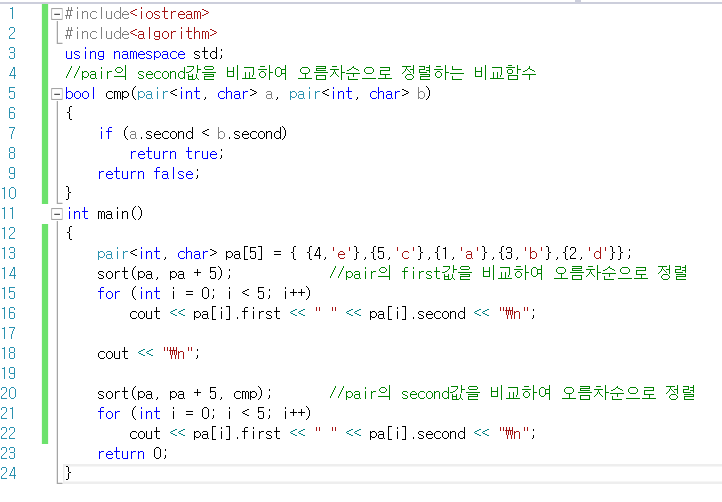 1 #include<iostream>
2 #include<algorithm>
3 using namespace std;
4 //pair의 second값을 비교하여 오름차순으로 정렬하는 비교함수
5 bool cmp(pair<int, char> a, pair<int, char> b)
6 {
7 if (a.second < b.second)
8 return true;
9 return false;
10 }
11 int main()
12 {
13 pair<int, char> pa[5] = { {4,'e'},{5,'c'},{1,'a'},{3,'b'},{2,'d'}};
14 sort(pa, pa + 5); //pair의 first값을 비교하여 오름차순으로 정렬
15 for (int i = 0; i < 5; i++)
16 cout << pa[i].first << " " << pa[i].second << "₩n";
17
18 cout << "₩n";
19
20 sort(pa, pa + 5, cmp); //pair의 second값을 비교하여 오름차순으로 정렬
21 for (int i = 0; i < 5; i++)
22 cout << pa[i].first << " " << pa[i].second << "₩n";
23 return 0;
24 }